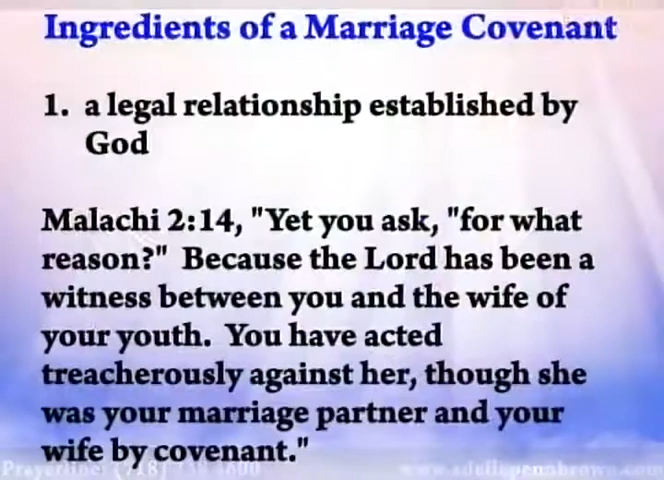 Ingredients of a Marriage Covenant
1. a legal relationship established by
God
Malachi 2:14, "Yet you ask, "for what
reason?" Because the Lord has been a
witness between you and the wife of
your youth. You have acted
treacherously against her, though she
was your marriage partner and your
wife by covenant."
Prayerline: (718)